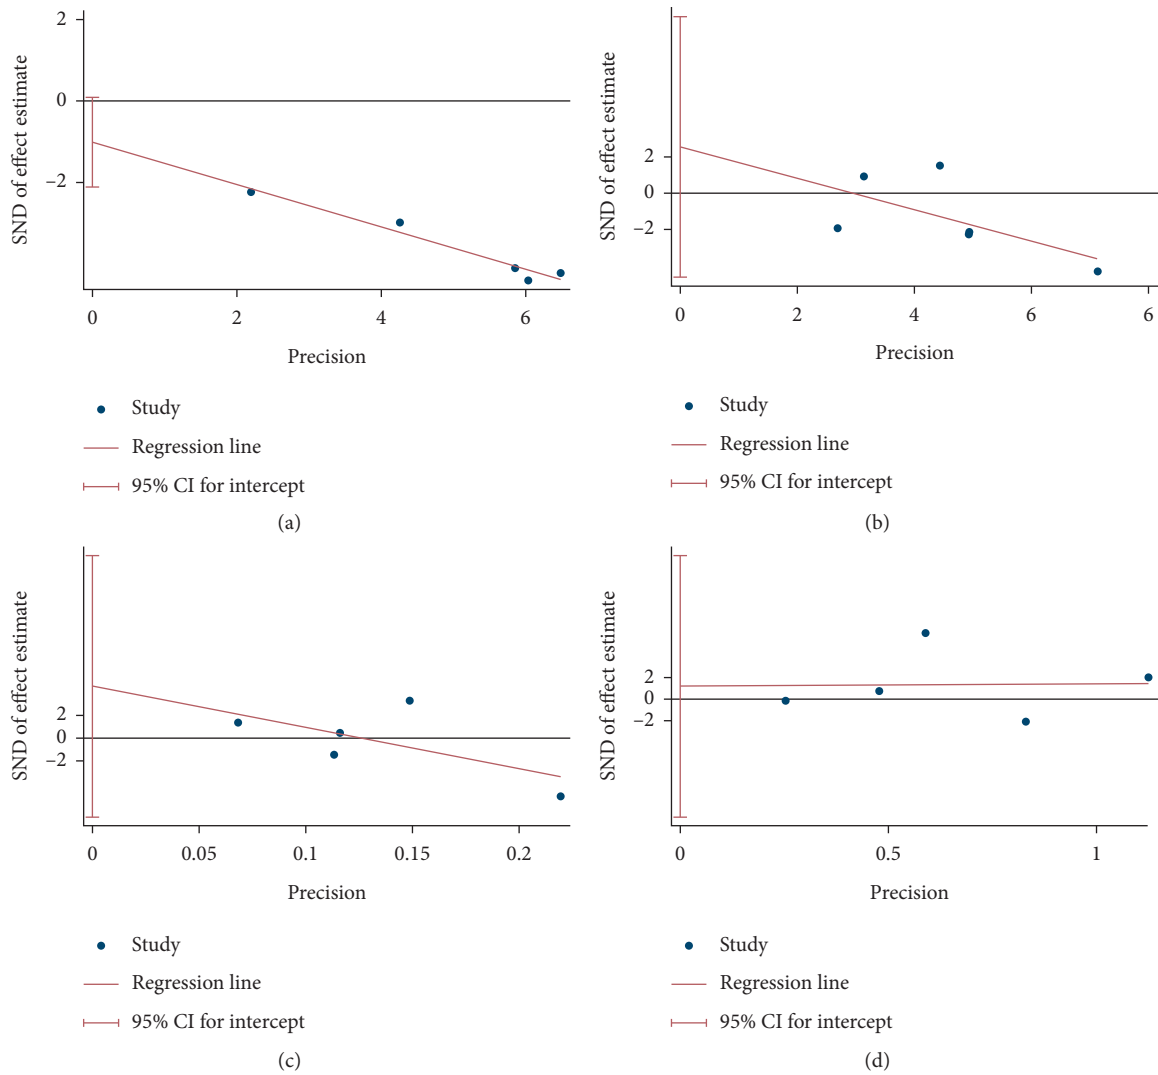 SND of effect estimate
2
0
−2
0
2
4
6
Precision
Study
Regression line
95% CI for intercept
(a)
SND of effect estimate
2
0
−2
0
2
4
6
6
Precision
Study
Regression line
95% CI for intercept
(b)
SND of effect estimate
2
0
−2
0
0.05
0.1
0.15
0.2
Precision
Study
Regression line
95% CI for intercept
(c)
SND of effect estimate
2
0
−2
0
0.5
1
Precision
Study
Regression line
95% CI for intercept
(d)